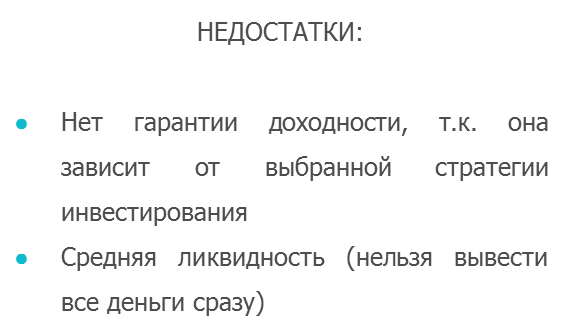 НЕДОСТАТКИ:
• Нет гарантии доходности, т.к. она
зависит от выбранной стратегии
инвестирования
• Средняя ликвидность (нельзя вывести
все деньги сразу)